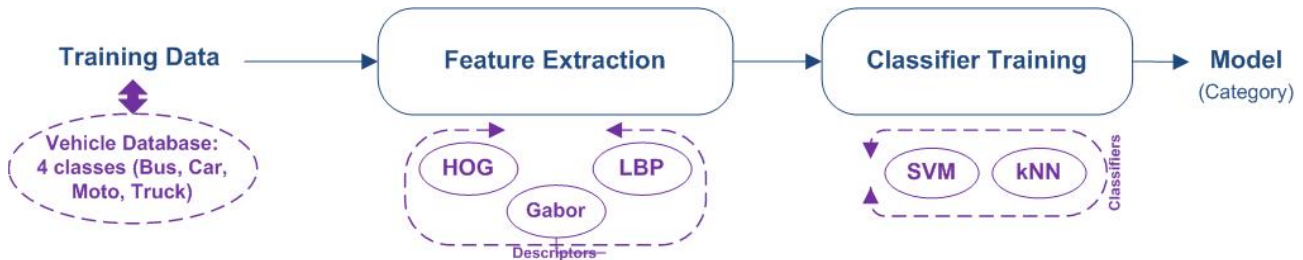 Training Data
Feature Extraction
Classifier Training
Model
(Category)
Vehicle Database:
4 classes (Bus, Car,
Moto, Truck)
HOG
LBP
Gabor
Descriptors
SVM
kNN
Classifiers